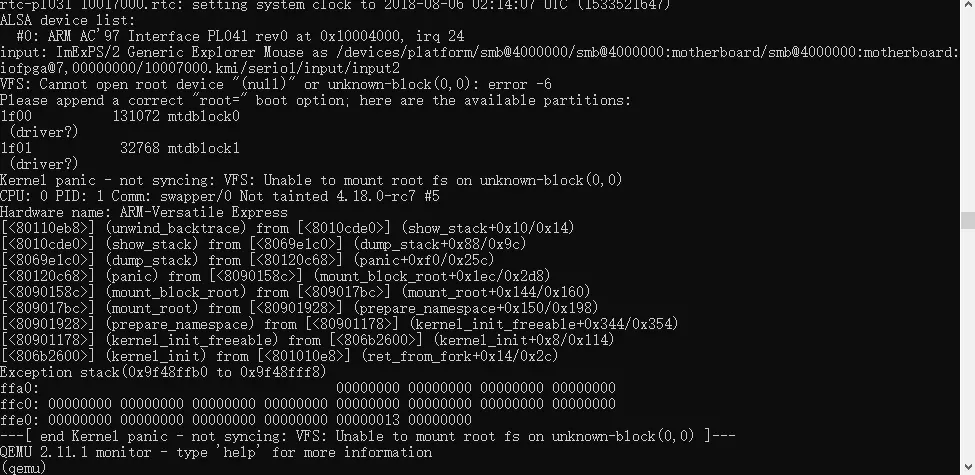 rtc-pl031 10017000.rtc: setting system clock to 2018-08-06 02:14:07 UTC (1533521647)
ALSA device list:
  #0: ARM AC'97 Interface PL041 rev0 at 0x10004000, irq 24
input: ImExPS/2 Generic Explorer Mouse as /devices/platform/smb@4000000/smb@4000000:motherboard/smb@4000000:motherboard:
iofpga@7,00000000/10007000.kmi/serio1/input/input2
VFS: Cannot open root device "(null)" or unknown-block(0,0): error -6
Please append a correct "root=" boot option; here are the available partitions:
1f00          131072 mtdblock0
 (driver?)
1f01           32768 mtdblock1
 (driver?)
Kernel panic - not syncing: VFS: Unable to mount root fs on unknown-block(0,0)
CPU: 0 PID: 1 Comm: swapper/0 Not tainted 4.18.0-rc7 #5
Hardware name: ARM-Versatile Express
[<80110eb8>] (unwind_backtrace) from [<8010cde0>] (show_stack+0x10/0x14)
[<8010cde0>] (show_stack) from [<8069e1c0>] (dump_stack+0x88/0x9c)
[<8069e1c0>] (dump_stack) from [<80120c68>] (panic+0xf0/0x25c)
[<80120c68>] (panic) from [<8090158c>] (mount_block_root+0x1ec/0x2d8)
[<8090158c>] (mount_block_root) from [<809017bc>] (mount_root+0x144/0x160)
[<809017bc>] (mount_root) from [<80901928>] (prepare_namespace+0x150/0x198)
[<80901928>] (prepare_namespace) from [<80901178>] (kernel_init_freeable+0x344/0x354)
[<80901178>] (kernel_init_freeable) from [<806b2600>] (kernel_init+0x8/0x114)
[<806b2600>] (kernel_init) from [<801010e8>] (ret_from_fork+0x14/0x2c)
Exception stack(0x9f48ffb0 to 0x9f48fff8)
ffa0:                                     00000000 00000000 00000000 00000000
ffc0: 00000000 00000000 00000000 00000000 00000000 00000000 00000000 00000000
ffe0: 00000000 00000000 00000000 00000000 00000013 00000000
---[ end Kernel panic - not syncing: VFS: Unable to mount root fs on unknown-block(0,0) ]---
QEMU 2.11.1 monitor - type 'help' for more information
(qemu)